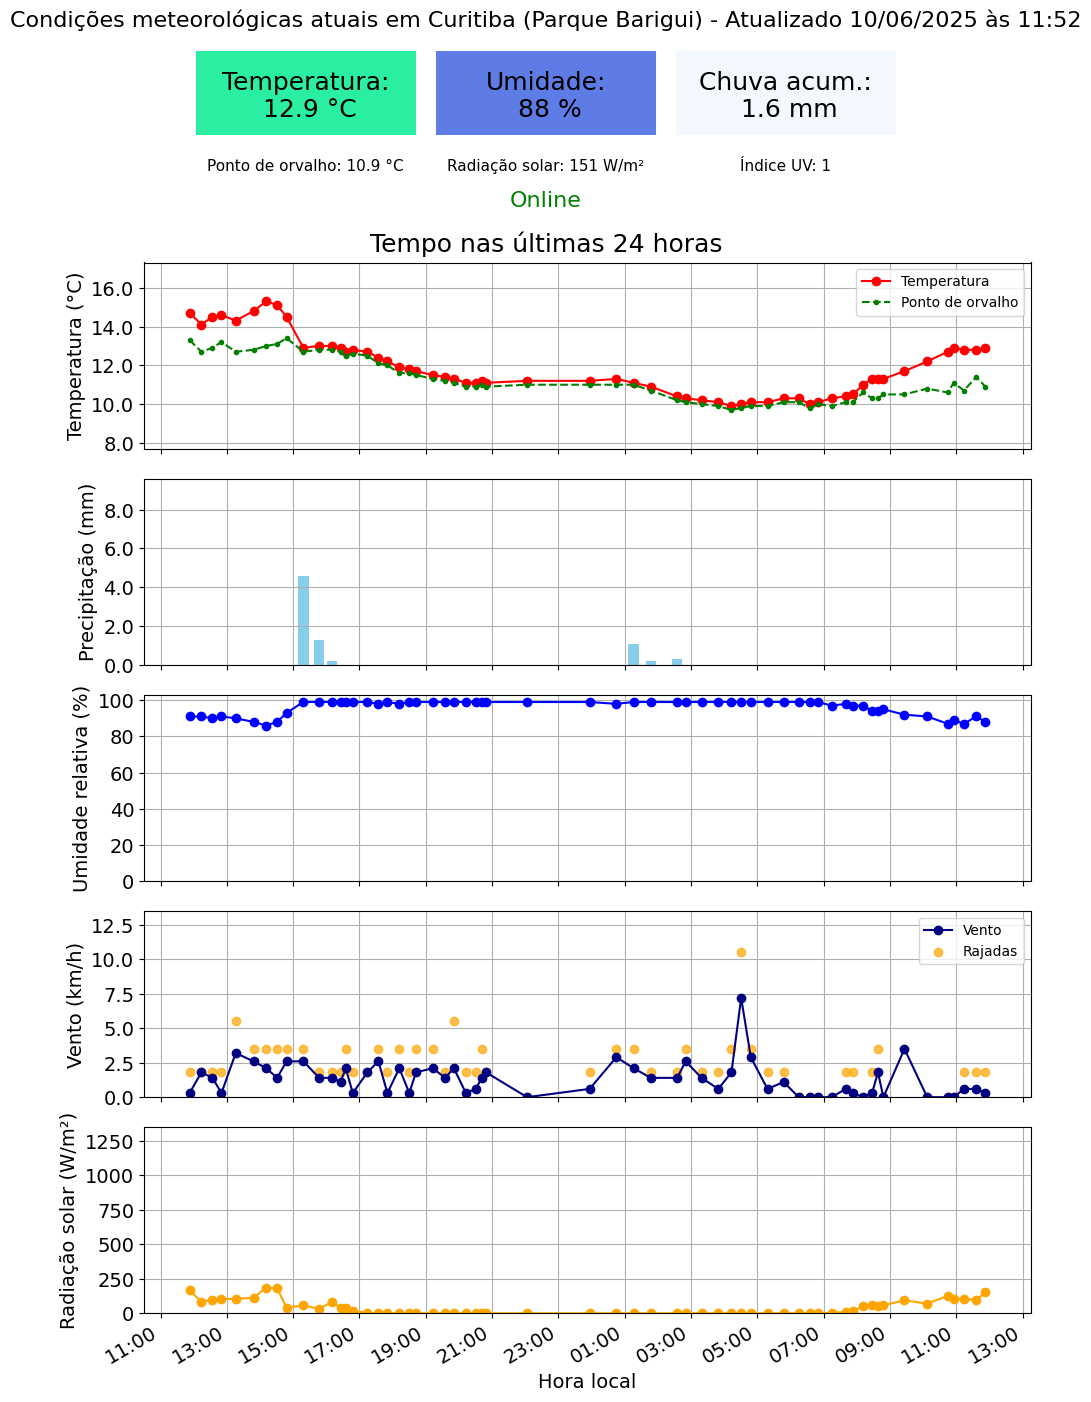 Condições meteorológicas atuais em Curitiba (Parque Barigui) - Atualizado 10/06/2025 às 11:52
Temperatura:
12.9 °C
Umidade:
88 %
Chuva acum.:
1.6 mm
Ponto de orvalho: 10.9 °C
Radiação solar: 151 W/m²
Índice UV: 1
Online
Tempo nas últimas 24 horas
Temperatura (°C)
16.0
14.0
12.0
10.0
8.0
Temperatura
Ponto de orvalho
Precipitação (mm)
8.0
6.0
4.0
2.0
0.0
Umidade relativa (%)
100
80
60
40
20
0
Vento (km/h)
12.5
10.0
7.5
5.0
2.5
0.0
Vento
Rajadas
Radiação solar (W/m²)
1250
1000
750
500
250
0
11:00
13:00
15:00
17:00
19:00
21:00
23:00
01:00
03:00
05:00
07:00
09:00
11:00
13:00
Hora local